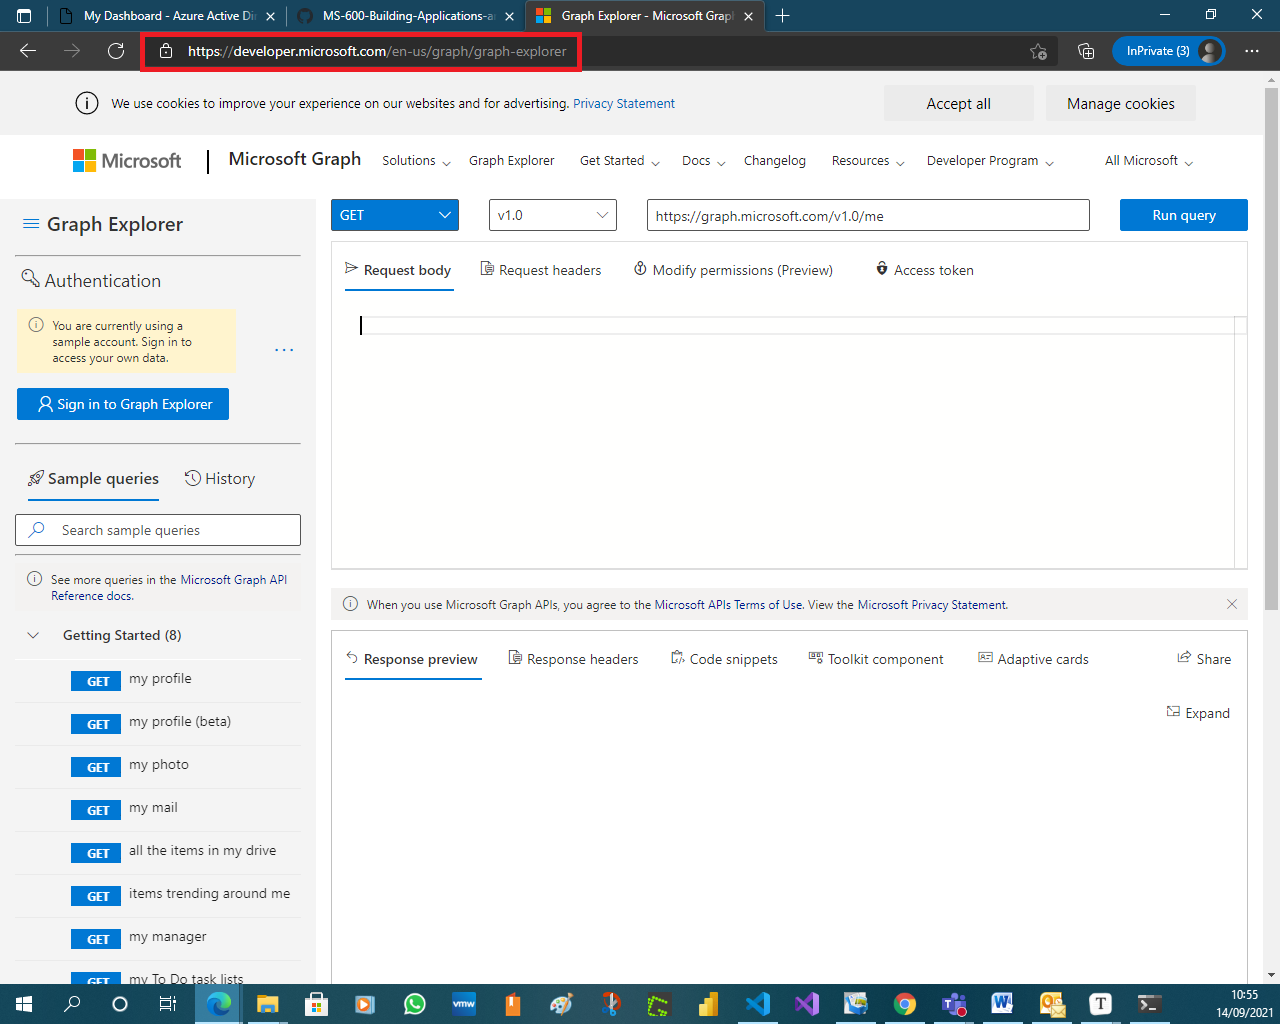 My Dashboard - Azure Active Di
MS-600-Building-Applications-a
Graph Explorer - Microsoft Graph
https://developer.microsoft.com/en-us/graph/graph-explorer
InPrivate (3)
We use cookies to improve your experience on our websites and for advertising. Privacy Statement
Accept all
Manage cookies
Microsoft
Microsoft Graph
Solutions
Graph Explorer
Get Started
Docs
Changelog
Resources
Developer Program
All Microsoft
Graph Explorer
GET
v1.0
https://graph.microsoft.com/v1.0/me
Run query
Authentication
You are currently using a
sample account. Sign in to
access your own data.
...
Sign in to Graph Explorer
Request body
Request headers
Modify permissions (Preview)
Access token
Sample queries
History
Search sample queries
See more queries in the Microsoft Graph API
Reference docs.
Getting Started (8)
GET my profile
GET my profile (beta)
GET my photo
GET my mail
GET all the items in my drive
GET items trending around me
GET my manager
GET my To Do task lists
When you use Microsoft Graph APIs, you agree to the Microsoft APIs Terms of Use. View the Microsoft Privacy Statement.
Response preview
Response headers
Code snippets
Toolkit component
Adaptive cards
Share
Expand
vmw
10:55
14/09/2021